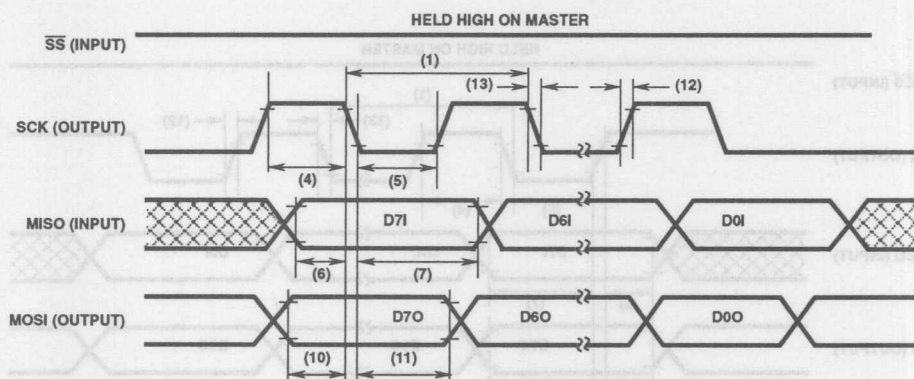 HELD HIGH ON MASTER
SS (INPUT)
(1)
(13)
(12)
SCK (OUTPUT)
(4)
(5)
MISO (INPUT)
D7I
D6I
D0I
(6)
(7)
MOSI (OUTPUT)
D7O
D6O
D0O
(10)
(11)